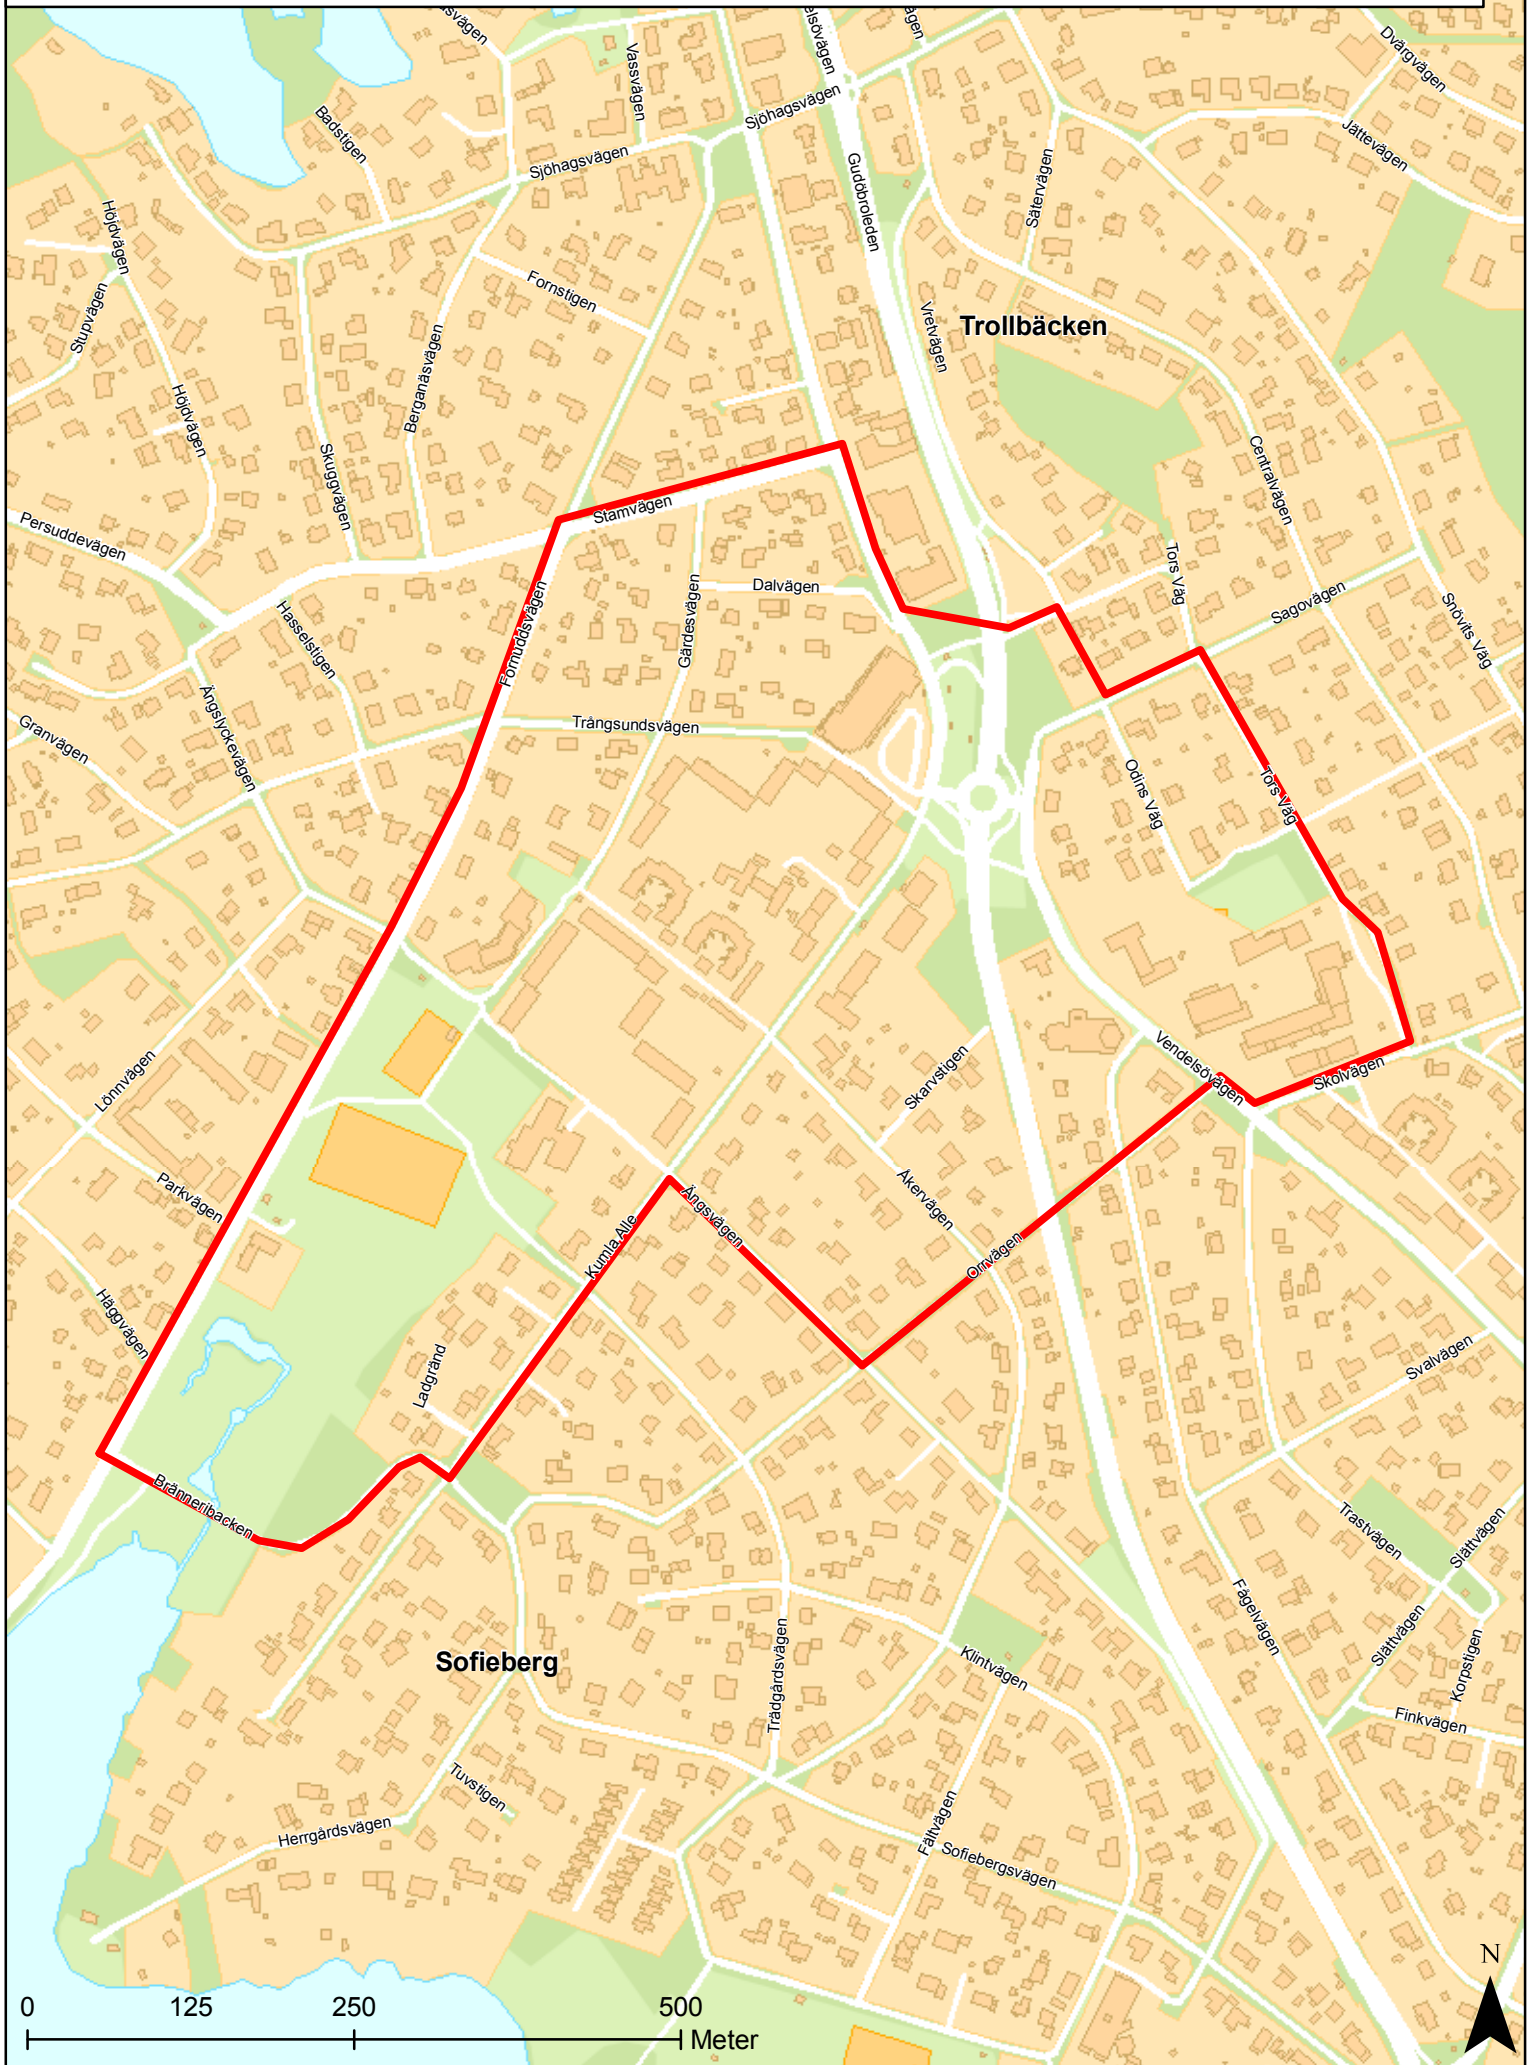 Dvärgvägen
Vassvägen
Sjöhagsvägen
Badstigen
Jättevägen
Sjöhagsvägen
Gudöbroleden
Sätervägen
Höjdvägen
Fornstigen
Stupvägen
Vretvägen
Trollbäcken
Berganäsvägen
Höjdvägen
Skuggvägen
Centralvägen
Stamvägen
Persuddevägen
Tors Väg
Dalvägen
Sagovägen
Gärdesvägen
Fornuddsvägen
Hasselstigen
Snövits Väg
Ängslyckevägen
Trångsundsvägen
Granvägen
Odins Väg
Tors Väg
Vendelsövägen
Skolvägen
Skarvstigen
Lönnvägen
Parkvägen
Åkervägen
Ängsvägen
Kumla Alle
Orrvägen
Häggvägen
Ladgränd
Svalvägen
Bränneribacken
Trastvägen
Slättvägen
Fågelvägen
Slättvägen
Korpstigen
Sofieberg
Klintvägen
Trädgårdsvägen
Finkvägen
Tuvstigen
Herrgårdsvägen
Fältvägen
Sofiebergsvägen
N
0 125 250 500
Meter